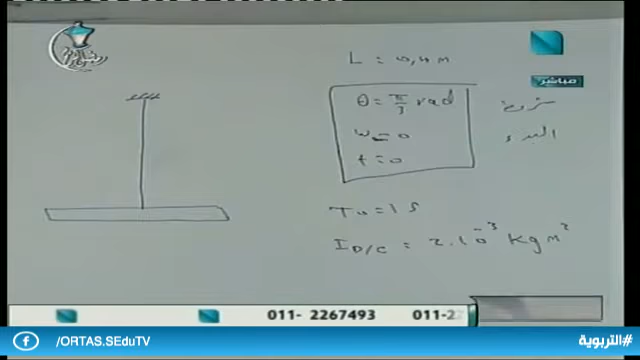 L = 0,4 m
θ = π/3 rad
شروط
ω = 0
البدء
t = 0
T₀ = 1 s
I_D/C = 2.10⁻³ Kg m²
مباشر
011- 2267493 011-2
/ORTAS.SEduTV
#التربوية